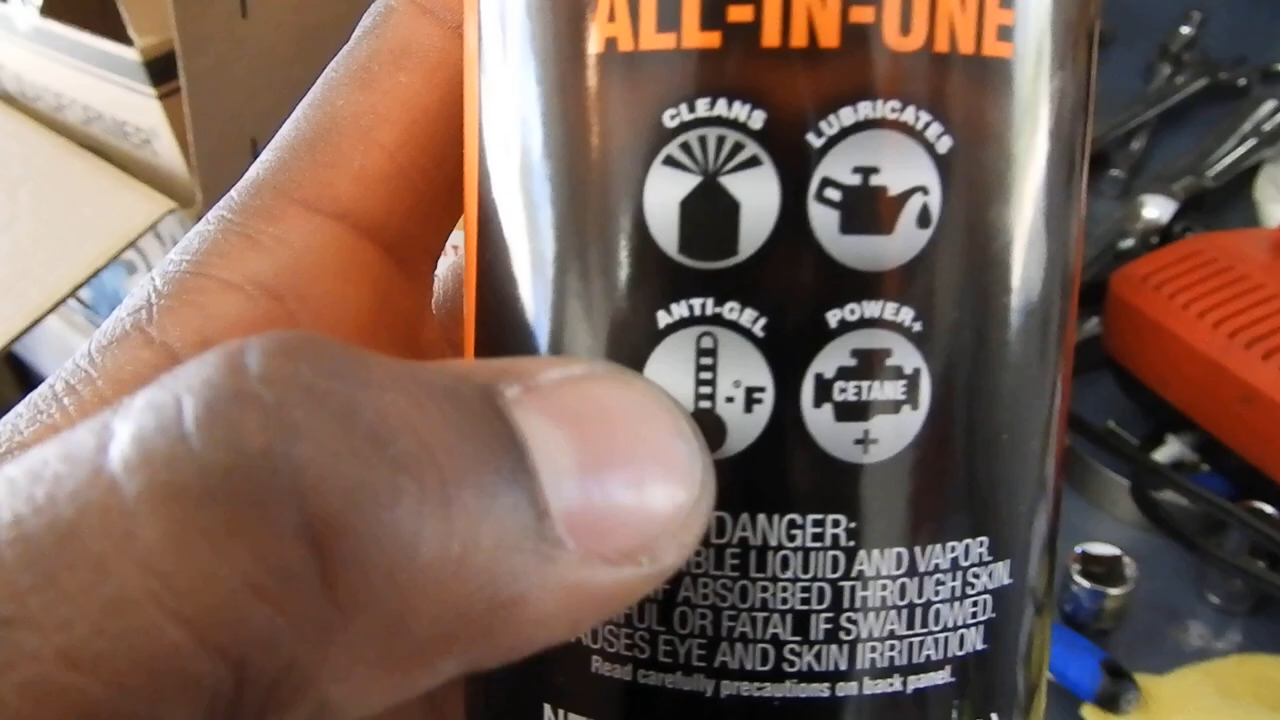 ALL-IN-ONE
CLEANS
LUBRICATES
ANTI-GEL
POWER+
-°F
CETANE
+
DANGER:
LIQUID AND VAPOR.
ABSORBED THROUGH SKIN.
OR FATAL IF SWALLOWED.
EYE AND SKIN IRRITATION.
Read carefully precautions on back panel.